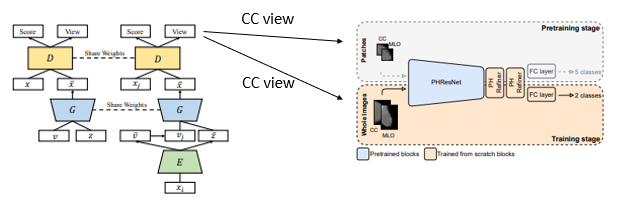 CC view
CC view
Score
View
Score
View
D
Share Weights
D
x
x̄
x_j
x̄
G
Share Weights
G
v
z
v̄
v_j
z̄
E
x_i
Pretraining stage
Patches
CC
MLO
PHResNet
PH
Refiner
PH
Refiner
FC layer
5 classes
FC layer
2 classes
Whole Images
CC
MLO
Training stage
Pretrained blocks
Trained from scratch blocks